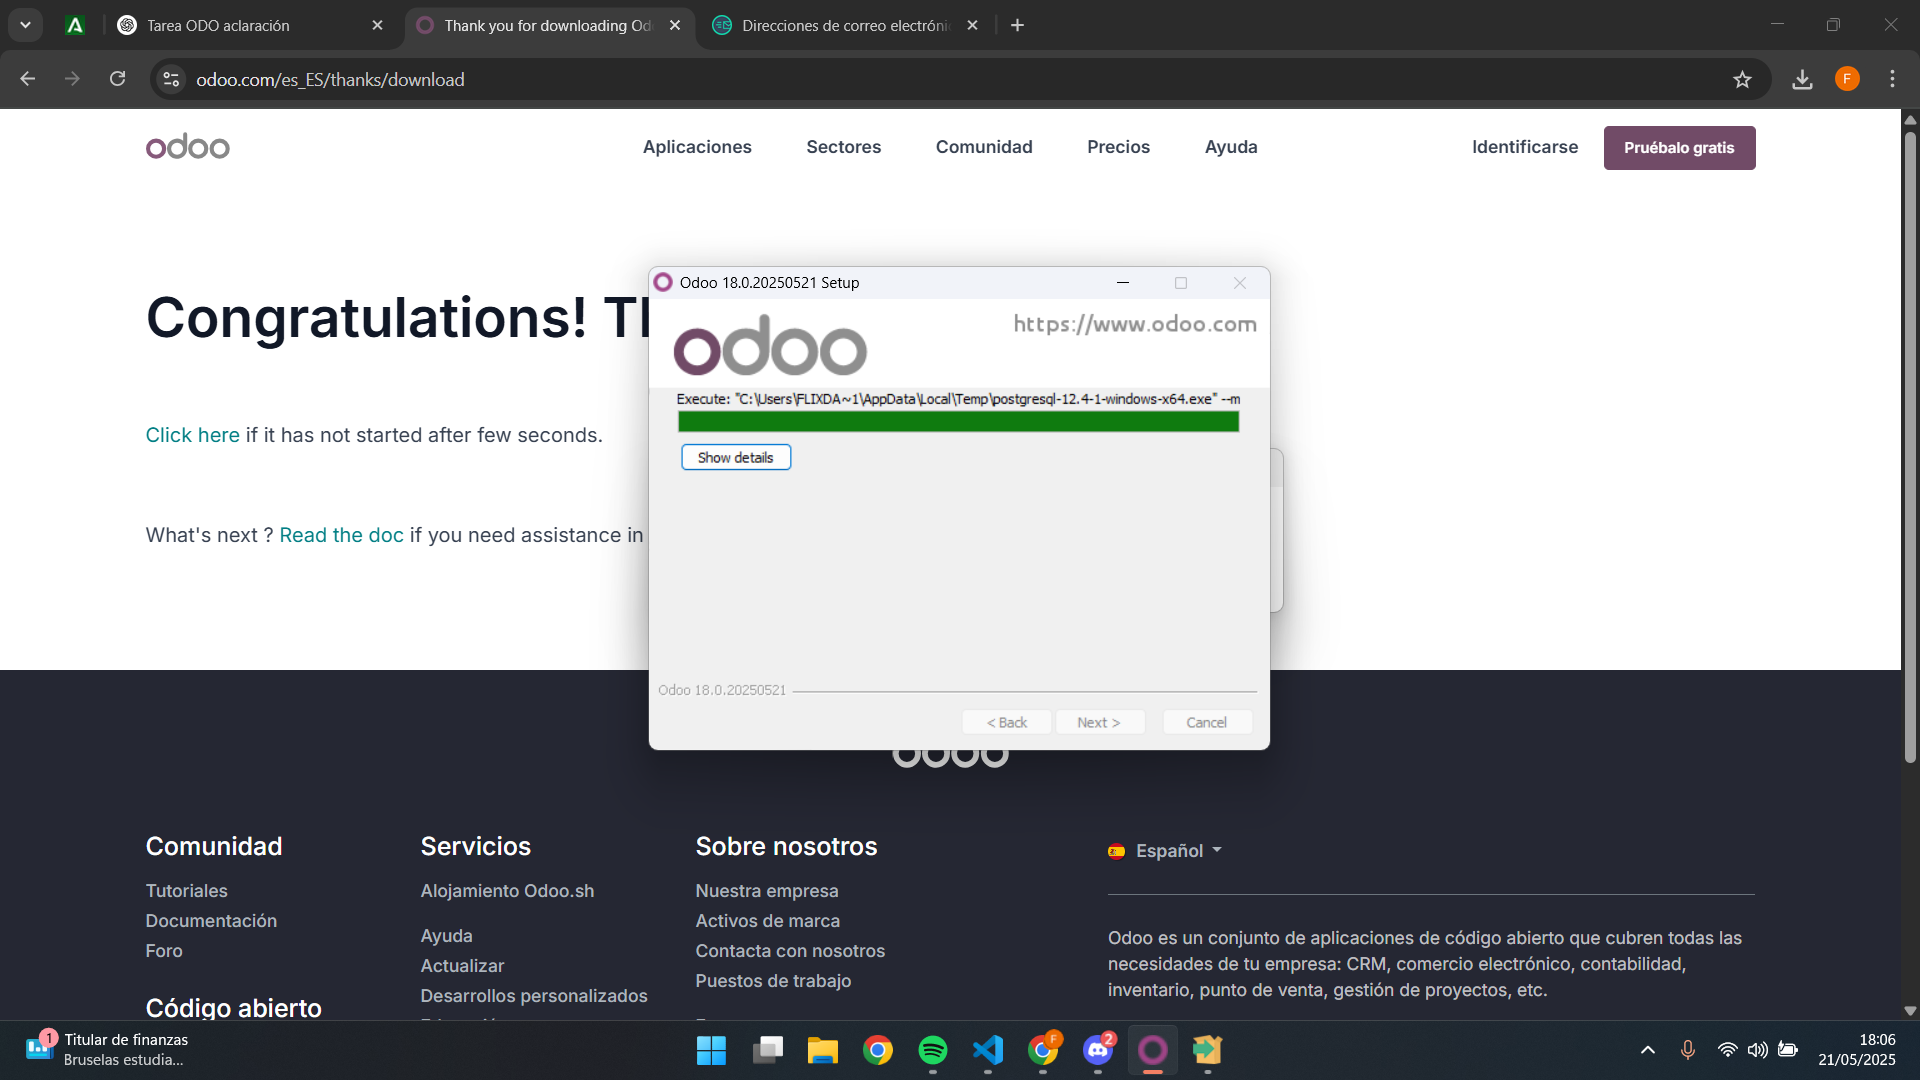 Tarea ODO aclaración
Thank you for downloading Od
Direcciones de correo electróni
odoo.com/es_ES/thanks/download
F
odoo
Aplicaciones
Sectores
Comunidad
Precios
Ayuda
Identificarse
Pruébalo gratis
Congratulations! Th
Click here if it has not started after few seconds.
What's next ? Read the doc if you need assistance in
Odoo 18.0.20250521 Setup
odoo
https://www.odoo.com
Execute: "C:\Users\FLIXDA~1\AppData\Local\Temp\postgresql-12.4-1-windows-x64.exe" --m
Show details
Odoo 18.0.20250521
< Back
Next >
Cancel
odoo
Comunidad
Tutoriales
Documentación
Foro
Código abierto
Servicios
Alojamiento Odoo.sh
Ayuda
Actualizar
Desarrollos personalizados
Sobre nosotros
Nuestra empresa
Activos de marca
Contacta con nosotros
Puestos de trabajo
Español
Odoo es un conjunto de aplicaciones de código abierto que cubren todas las
necesidades de tu empresa: CRM, comercio electrónico, contabilidad,
inventario, punto de venta, gestión de proyectos, etc.
1
Titular de finanzas
Bruselas estudia...
F
2
18:06
21/05/2025